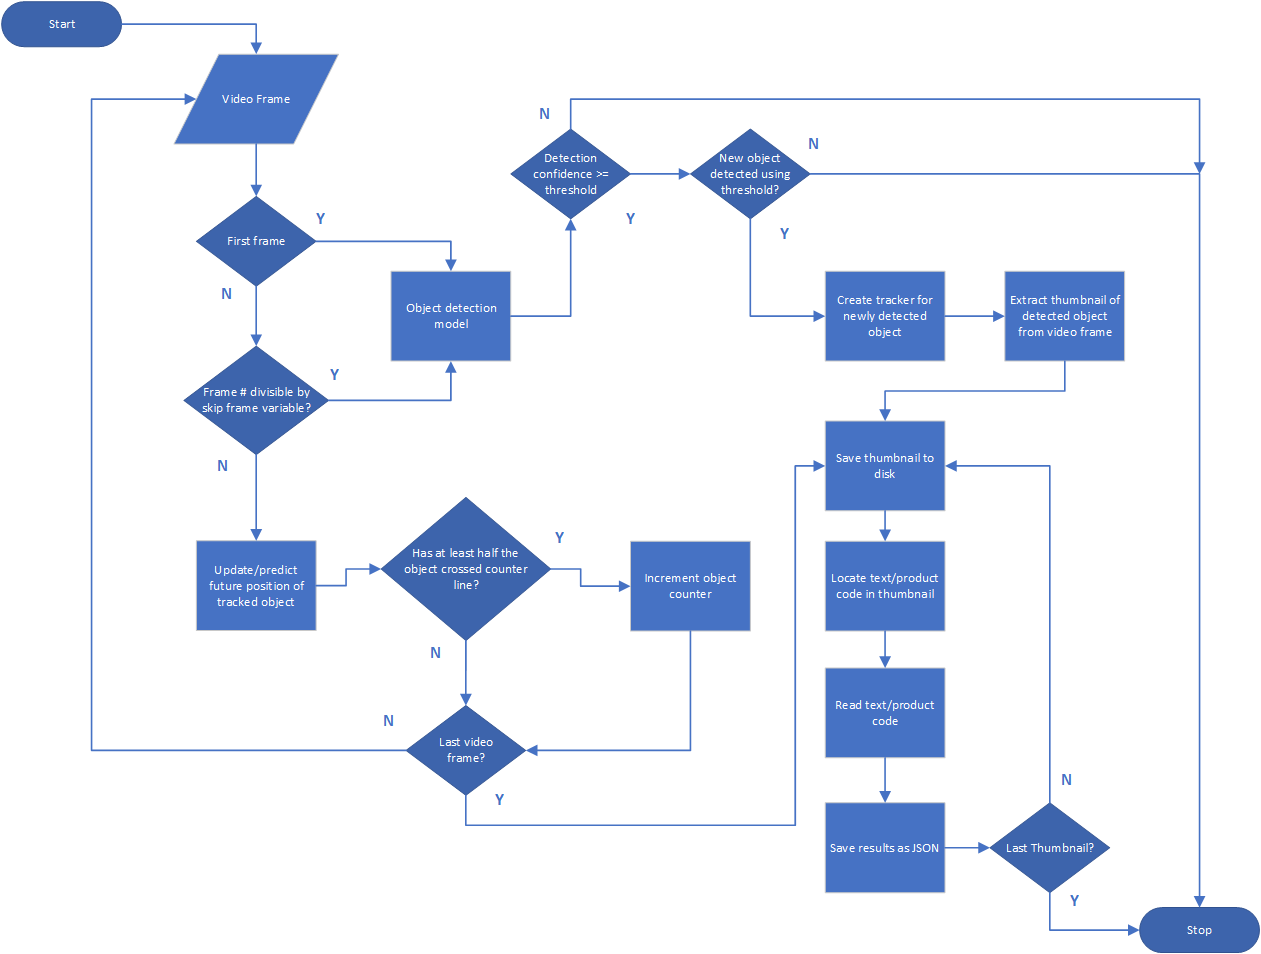 Start
Video Frame
First frame
Y
N
Frame # divisible by
skip frame variable?
Y
N
Object detection
model
Detection
confidence >=
threshold
N
Y
New object
detected using
threshold?
N
Y
Create tracker for
newly detected
object
Extract thumbnail of
detected object
from video frame
Save thumbnail to
disk
Locate text/product
code in thumbnail
Read text/product
code
Save results as JSON
Last Thumbnail?
N
Y
Stop
Update/predict
future position of
tracked object
Has at least half the
object crossed counter
line?
Y
N
Increment object
counter
Last video
frame?
N
Y